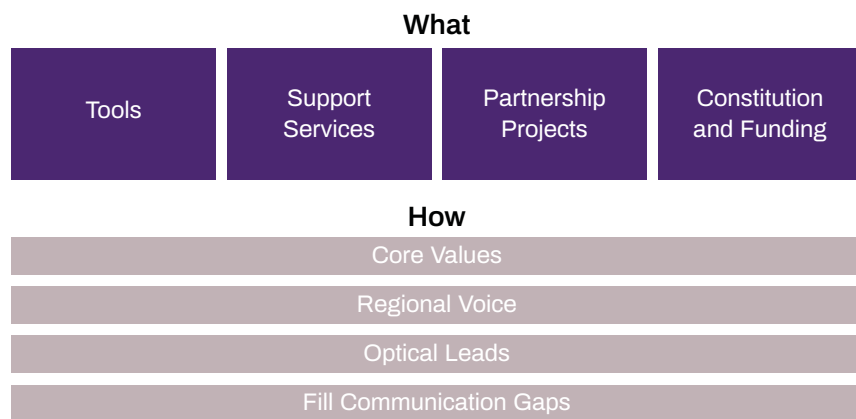 What
Tools
Support
Services
Partnership
Projects
Constitution
and Funding
How
Core Values
Regional Voice
Optical Leads
Fill Communication Gaps